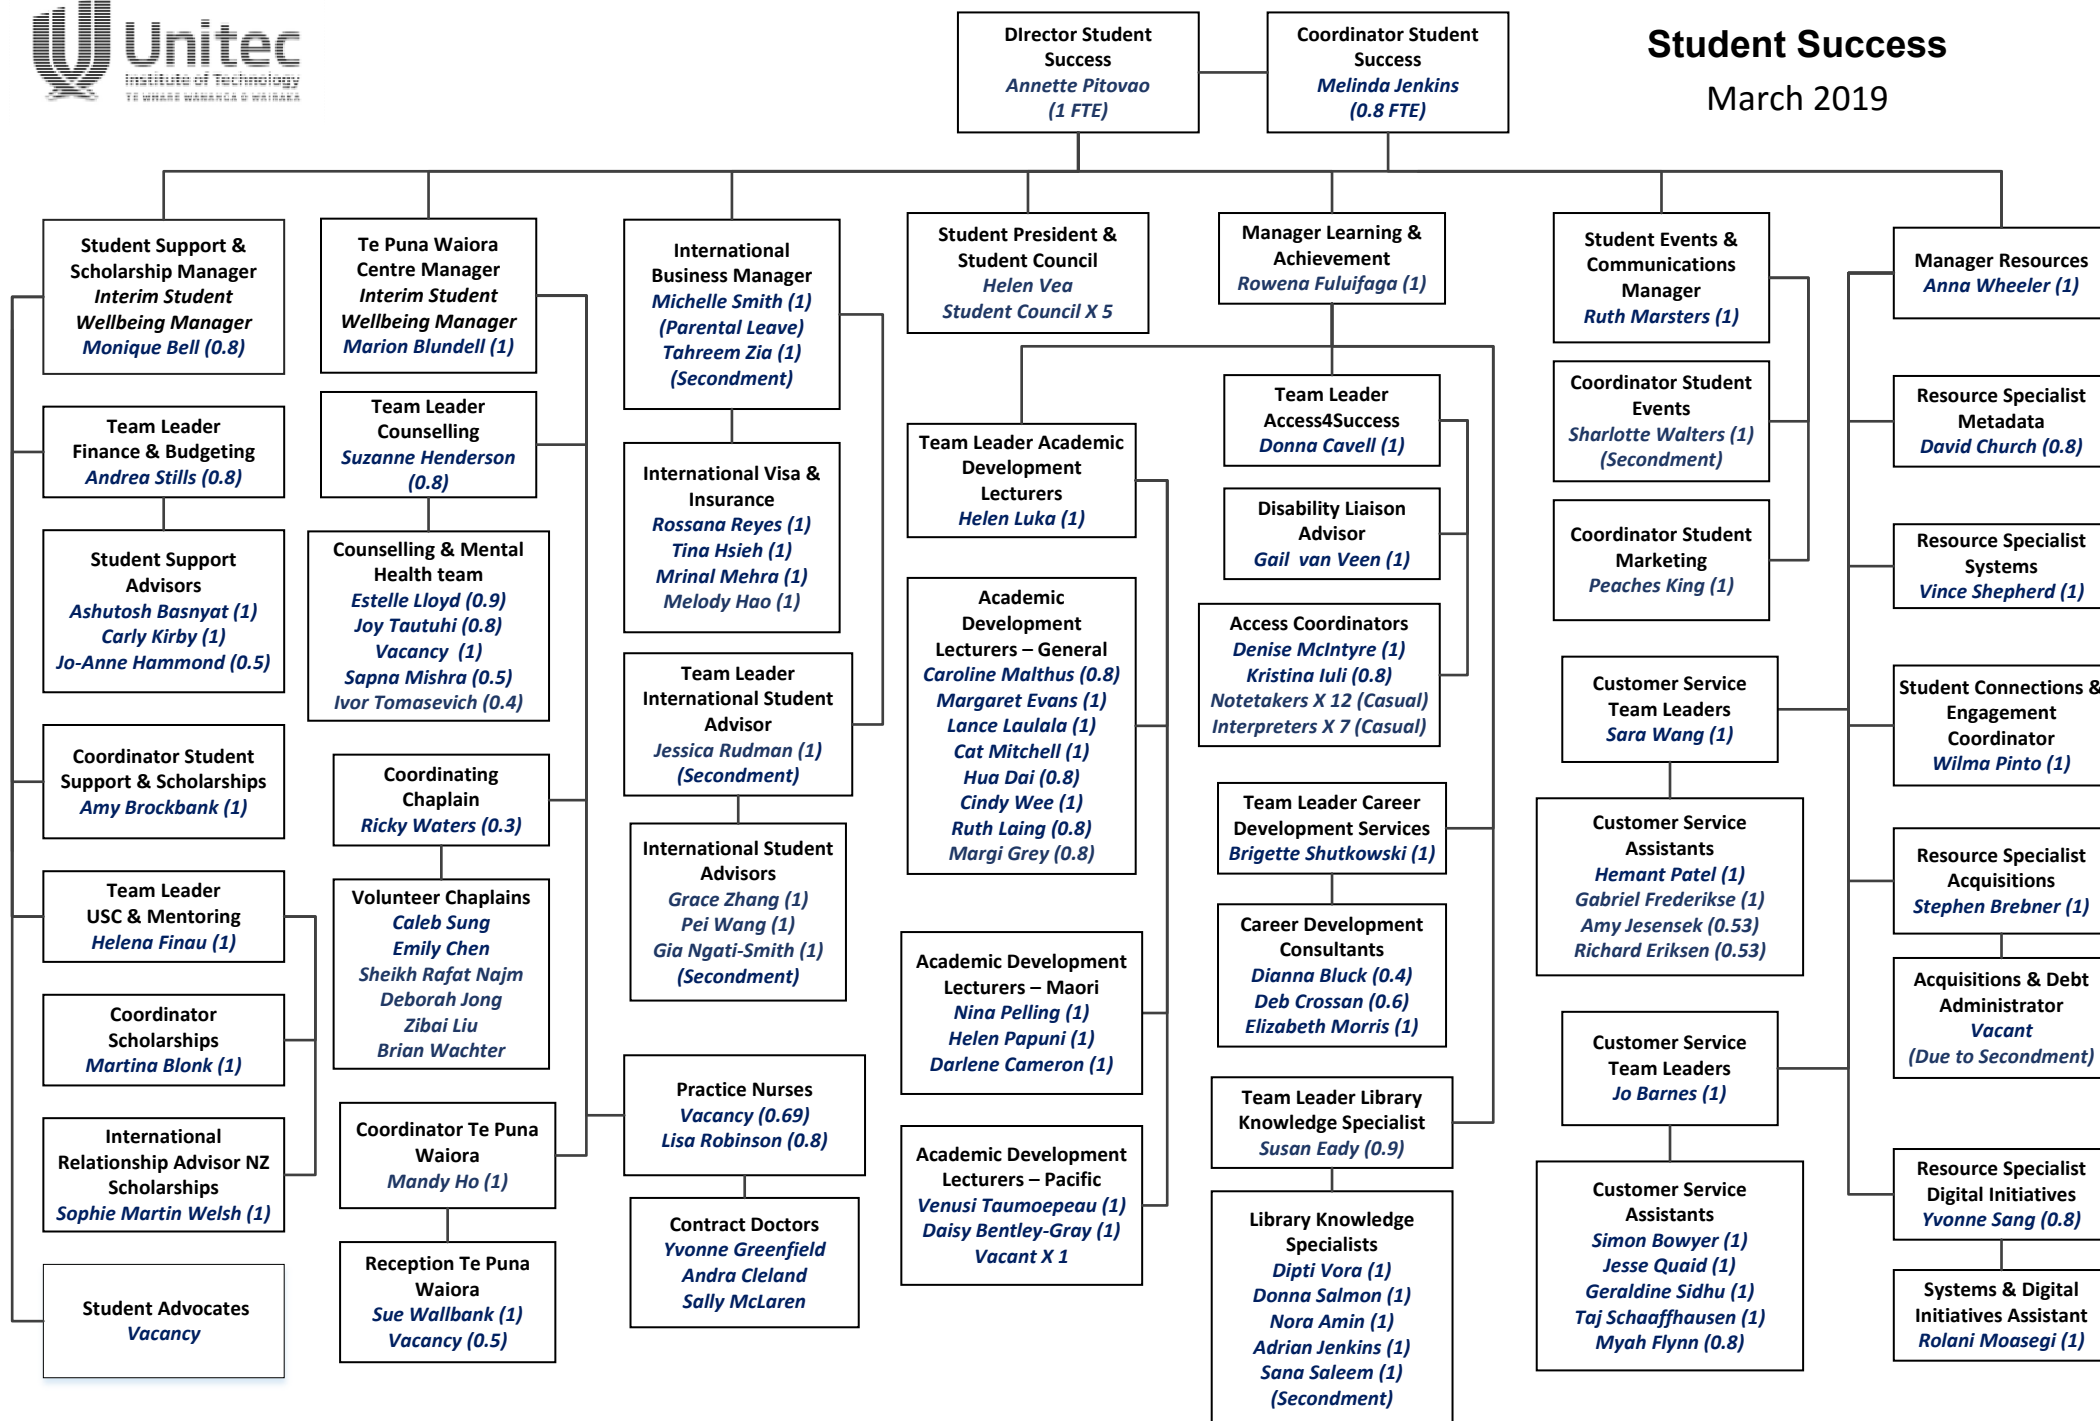 Unitec
Institute of Technology
TE WHARE WANANGA O WAIRAKA
DIrector Student
Success
Annette Pitovao
(1 FTE)
Coordinator Student
Success
Melinda Jenkins
(0.8 FTE)
Student Success
March 2019
Student Support &
Scholarship Manager
Interim Student
Wellbeing Manager
Monique Bell (0.8)
Team Leader
Finance & Budgeting
Andrea Stills (0.8)
Student Support
Advisors
Ashutosh Basnyat (1)
Carly Kirby (1)
Jo-Anne Hammond (0.5)
Coordinator Student
Support & Scholarships
Amy Brockbank (1)
Team Leader
USC & Mentoring
Helena Finau (1)
Coordinator
Scholarships
Martina Blonk (1)
International
Relationship Advisor NZ
Scholarships
Sophie Martin Welsh (1)
Student Advocates
Vacancy
Te Puna Waiora
Centre Manager
Interim Student
Wellbeing Manager
Marion Blundell (1)
Team Leader
Counselling
Suzanne Henderson
(0.8)
Counselling & Mental
Health team
Estelle Lloyd (0.9)
Joy Tautuhi (0.8)
Vacancy (1)
Sapna Mishra (0.5)
Ivor Tomasevich (0.4)
Coordinating
Chaplain
Ricky Waters (0.3)
Volunteer Chaplains
Caleb Sung
Emily Chen
Sheikh Rafat Najm
Deborah Jong
Zibai Liu
Brian Wachter
Coordinator Te Puna
Waiora
Mandy Ho (1)
Reception Te Puna
Waiora
Sue Wallbank (1)
Vacancy (0.5)
International
Business Manager
Michelle Smith (1)
(Parental Leave)
Tahreem Zia (1)
(Secondment)
International Visa &
Insurance
Rossana Reyes (1)
Tina Hsieh (1)
Mrinal Mehra (1)
Melody Hao (1)
Team Leader
International Student
Advisor
Jessica Rudman (1)
(Secondment)
International Student
Advisors
Grace Zhang (1)
Pei Wang (1)
Gia Ngati-Smith (1)
(Secondment)
Practice Nurses
Vacancy (0.69)
Lisa Robinson (0.8)
Contract Doctors
Yvonne Greenfield
Andra Cleland
Sally McLaren
Student President &
Student Council
Helen Vea
Student Council X 5
Manager Learning &
Achievement
Rowena Fuluifaga (1)
Team Leader Academic
Development
Lecturers
Helen Luka (1)
Academic
Development
Lecturers – General
Caroline Malthus (0.8)
Margaret Evans (1)
Lance Laulala (1)
Cat Mitchell (1)
Hua Dai (0.8)
Cindy Wee (1)
Ruth Laing (0.8)
Margi Grey (0.8)
Academic Development
Lecturers – Maori
Nina Pelling (1)
Helen Papuni (1)
Darlene Cameron (1)
Academic Development
Lecturers – Pacific
Venusi Taumoepeau (1)
Daisy Bentley-Gray (1)
Vacant X 1
Team Leader
Access4Success
Donna Cavell (1)
Disability Liaison
Advisor
Gail van Veen (1)
Access Coordinators
Denise McIntyre (1)
Kristina Iuli (0.8)
Notetakers X 12 (Casual)
Interpreters X 7 (Casual)
Team Leader Career
Development Services
Brigette Shutkowski (1)
Career Development
Consultants
Dianna Bluck (0.4)
Deb Crossan (0.6)
Elizabeth Morris (1)
Team Leader Library
Knowledge Specialist
Susan Eady (0.9)
Library Knowledge
Specialists
Dipti Vora (1)
Donna Salmon (1)
Nora Amin (1)
Adrian Jenkins (1)
Sana Saleem (1)
(Secondment)
Student Events &
Communications
Manager
Ruth Marsters (1)
Coordinator Student
Events
Sharlotte Walters (1)
(Secondment)
Coordinator Student
Marketing
Peaches King (1)
Customer Service
Team Leaders
Sara Wang (1)
Customer Service
Assistants
Hemant Patel (1)
Gabriel Frederikse (1)
Amy Jesensek (0.53)
Richard Eriksen (0.53)
Customer Service
Team Leaders
Jo Barnes (1)
Customer Service
Assistants
Simon Bowyer (1)
Jesse Quaid (1)
Geraldine Sidhu (1)
Taj Schaaffhausen (1)
Myah Flynn (0.8)
Manager Resources
Anna Wheeler (1)
Resource Specialist
Metadata
David Church (0.8)
Resource Specialist
Systems
Vince Shepherd (1)
Student Connections &
Engagement
Coordinator
Wilma Pinto (1)
Resource Specialist
Acquisitions
Stephen Brebner (1)
Acquisitions & Debt
Administrator
Vacant
(Due to Secondment)
Resource Specialist
Digital Initiatives
Yvonne Sang (0.8)
Systems & Digital
Initiatives Assistant
Rolani Moasegi (1)